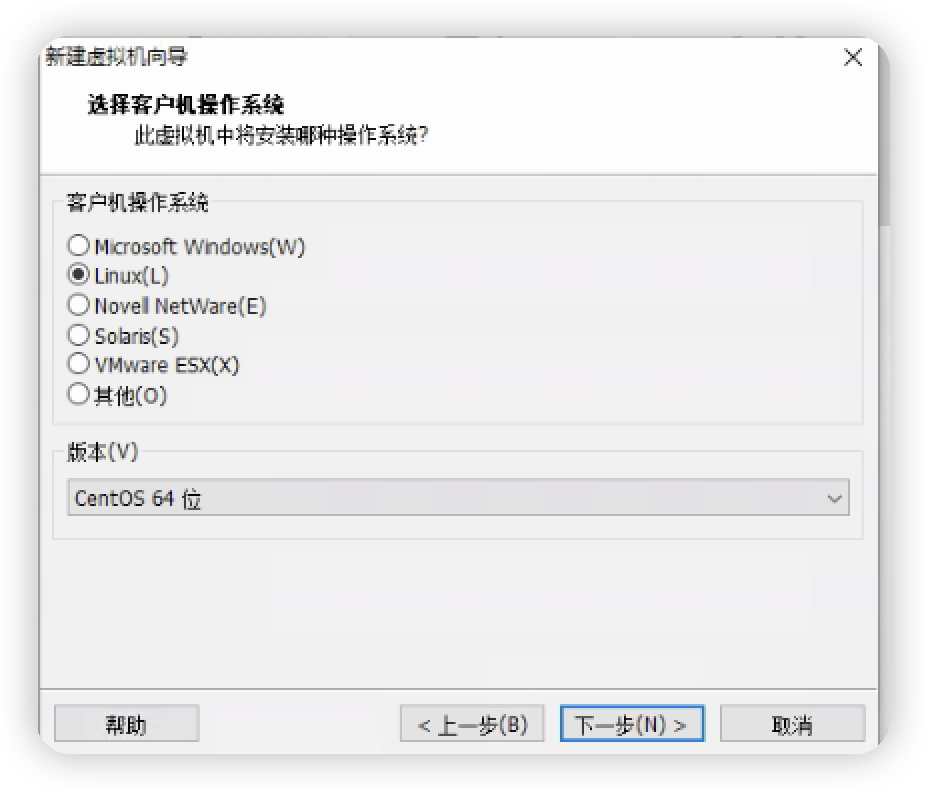 新建虚拟机向导
选择客户机操作系统
此虚拟机中将安装哪种操作系统?
客户机操作系统
Microsoft Windows(W)
Linux(L)
Novell NetWare(E)
Solaris(S)
VMware ESX(X)
其他(O)
版本(V)
CentOS 64 位
帮助
< 上一步(B)
下一步(N) >
取消